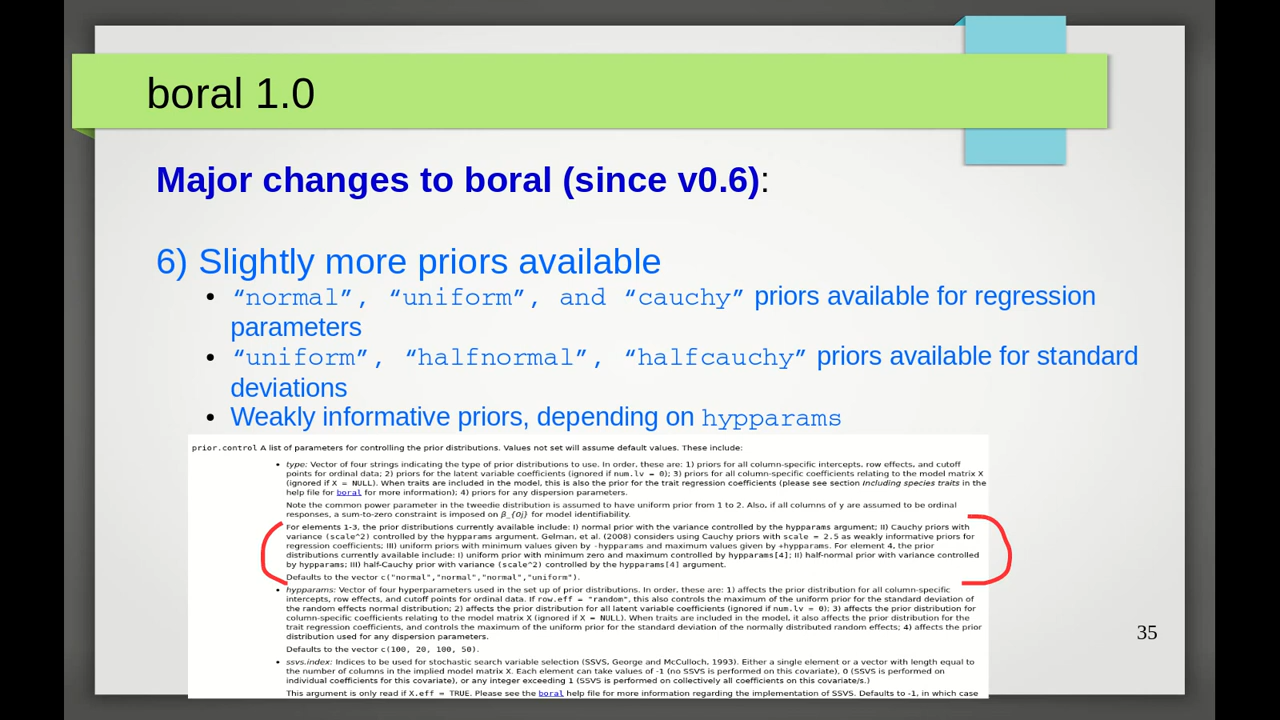 boral 1.0
Major changes to boral (since v0.6):
6) Slightly more priors available
• “normal”, “uniform”, and “cauchy” priors available for regression
parameters
• “uniform”, “halfnormal”, “halfcauchy” priors available for standard
deviations
• Weakly informative priors, depending on hypparams
prior.control A list of parameters for controlling the prior distributions. Values not set will assume default values. These include:
• type: Vector of four strings indicating the type of prior distributions to use. In order, these are: 1) priors for all column-specific intercepts, row effects, and cutoff
points for ordinal data; 2) priors for the latent variable coefficients (ignored if num.lv = 0); 3) priors for all column-specific coefficients relating to the model matrix X
(ignored if X = NULL). When traits are included in the model, this is also the prior for the trait regression coefficients (please see section Including species traits in the
help file for boral for more information); 4) priors for any dispersion parameters.
Note the common power parameter in the tweedie distribution is assumed to have uniform prior from 1 to 2. Also, if all columns of y are assumed to be ordinal
responses, a sum-to-zero constraint is imposed on β_{0j} for model identifiability.
For elements 1-3, the prior distributions currently available include: I) normal prior with the variance controlled by the hypparams argument; II) Cauchy priors with
variance (scale^2) controlled by the hypparams argument. Gelman, et al. (2008) considers using Cauchy priors with scale = 2.5 as weakly informative priors for
regression coefficients; III) uniform priors with minimum values given by -hypparams and maximum values given by +hypparams. For element 4, the prior
distributions currently available include: I) uniform prior with minimum zero and maximum controlled by hypparams[4]; II) half-normal prior with variance controlled
by hypparams; III) half-Cauchy prior with variance (scale^2) controlled by the hypparams[4] argument.
Defaults to the vector c("normal","normal","normal","uniform").
• hypparams: Vector of four hyperparameters used in the set up of prior distributions. In order, these are: 1) affects the prior distribution for all column-specific
intercepts, row effects, and cutoff points for ordinal data. If row.eff = "random", this also controls the maximum of the uniform prior for the standard deviation of
the random effects normal distribution; 2) affects the prior distribution for all latent variable coefficients (ignored if num.lv = 0); 3) affects the prior distribution for
column-specific coefficients relating to the model matrix X (ignored if X = NULL). When traits are included in the model, it also affects the prior distribution for the
trait regression coefficients, and controls the maximum of the uniform prior for the standard deviation of the normally distributed random effects; 4) affects the prior
distribution used for any dispersion parameters.
Defaults to the vector c(100, 20, 100, 50).
• ssvs.index: Indices to be used for stochastic search variable selection (SSVS, George and McCulloch, 1993). Either a single element or a vector with length equal to
the number of columns in the implied model matrix X. Each element can take values of -1 (no SSVS is performed on this covariate), 0 (SSVS is performed on
individual coefficients for this covariate), or any integer exceeding 1 (SSVS is performed on collectively all coefficients on this covariate/s.)
This argument is only read if X.eff = TRUE. Please see the boral help file for more information regarding the implementation of SSVS. Defaults to -1, in which case
35